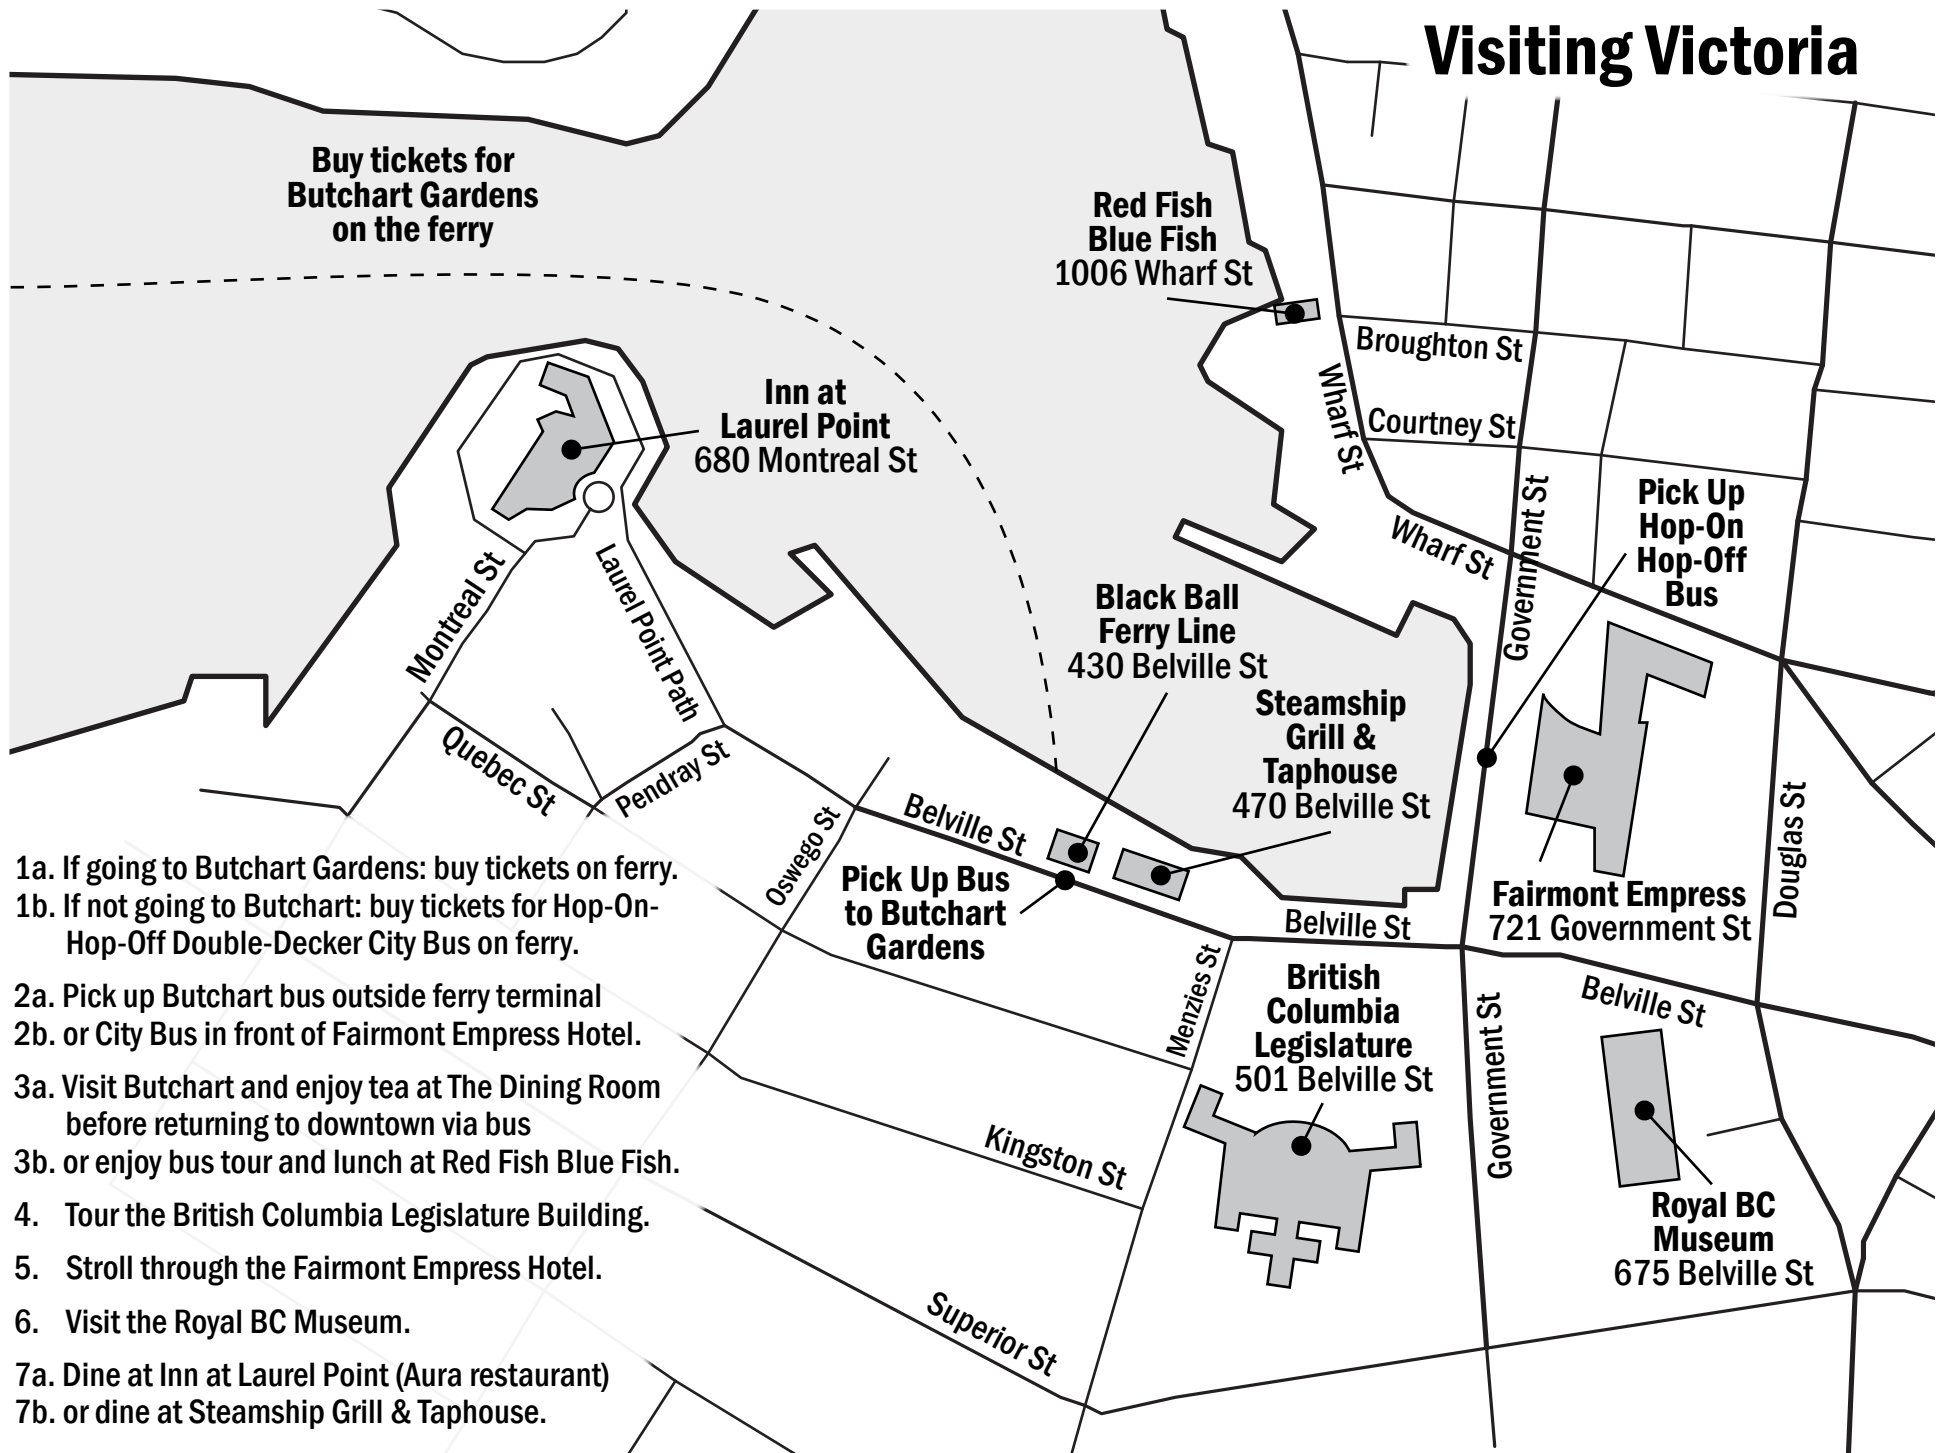 Visiting Victoria
Buy tickets for
Butchart Gardens
on the ferry
Red Fish
Blue Fish
1006 Wharf St
Broughton St
Wharf St
Courtney St
Inn at
Laurel Point
680 Montreal St
Wharf St
Government St
Pick Up
Hop-On
Hop-Off
Bus
Montreal St
Laurel Point Path
Black Ball
Ferry Line
430 Belville St
Steamship
Grill &
Taphouse
470 Belville St
Quebec St
Pendray St
Oswego St
Belville St
Pick Up Bus
to Butchart
Gardens
Belville St
Fairmont Empress
721 Government St
Douglas St
Menzies St
British
Columbia
Legislature
501 Belville St
Government St
Belville St
Kingston St
Royal BC
Museum
675 Belville St
Superior St
1a. If going to Butchart Gardens: buy tickets on ferry.
1b. If not going to Butchart: buy tickets for Hop-On-
Hop-Off Double-Decker City Bus on ferry.
2a. Pick up Butchart bus outside ferry terminal
2b. or City Bus in front of Fairmont Empress Hotel.
3a. Visit Butchart and enjoy tea at The Dining Room
before returning to downtown via bus
3b. or enjoy bus tour and lunch at Red Fish Blue Fish.
4. Tour the British Columbia Legislature Building.
5. Stroll through the Fairmont Empress Hotel.
6. Visit the Royal BC Museum.
7a. Dine at Inn at Laurel Point (Aura restaurant)
7b. or dine at Steamship Grill & Taphouse.